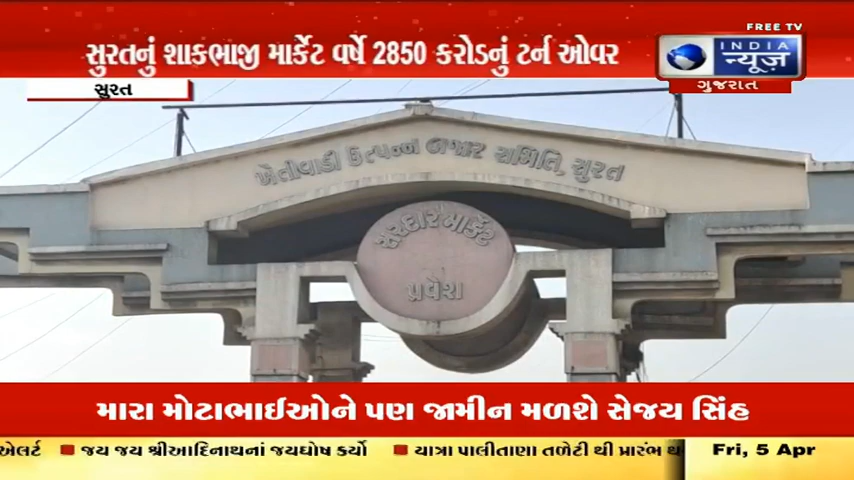 FREE TV
સુરતનું શાકભાજી માર્કેટ વર્ષે 2850 કરોડનું ટર્ન ઓવર
INDIA
न्यूज़
ગુજરાત
સુરત
ખેતીવાડી ઉત્પન્ન બજાર સમિતિ, સુરત
સરદાર માર્કેટ
પ્રવેશ
મારા મોટાભાઈઓને પણ જામીન મળશે સેજય સિંહ
એલર્ટ
જય જય શ્રીઆદિનાથનાં જયઘોષ કર્યો
યાત્રા પાલીતાણા તળેટી થી પ્રારંભ થ
Fri, 5 Apr